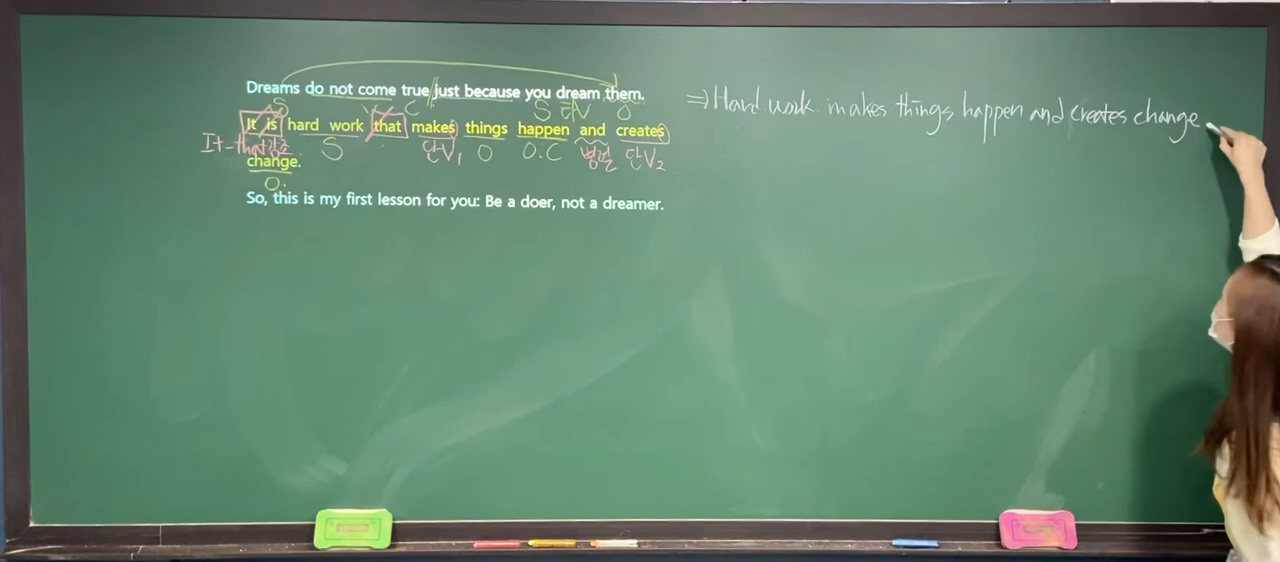 Dreams do not come true just because you dream them.
S V C S 단V O
It is hard work that makes things happen and creates
It-that강조 S 단V₁ O O.C 병렬 단V₂
change.
O.
So, this is my first lesson for you: Be a doer, not a dreamer.
⇒ Hard work makes things happen and creates change.